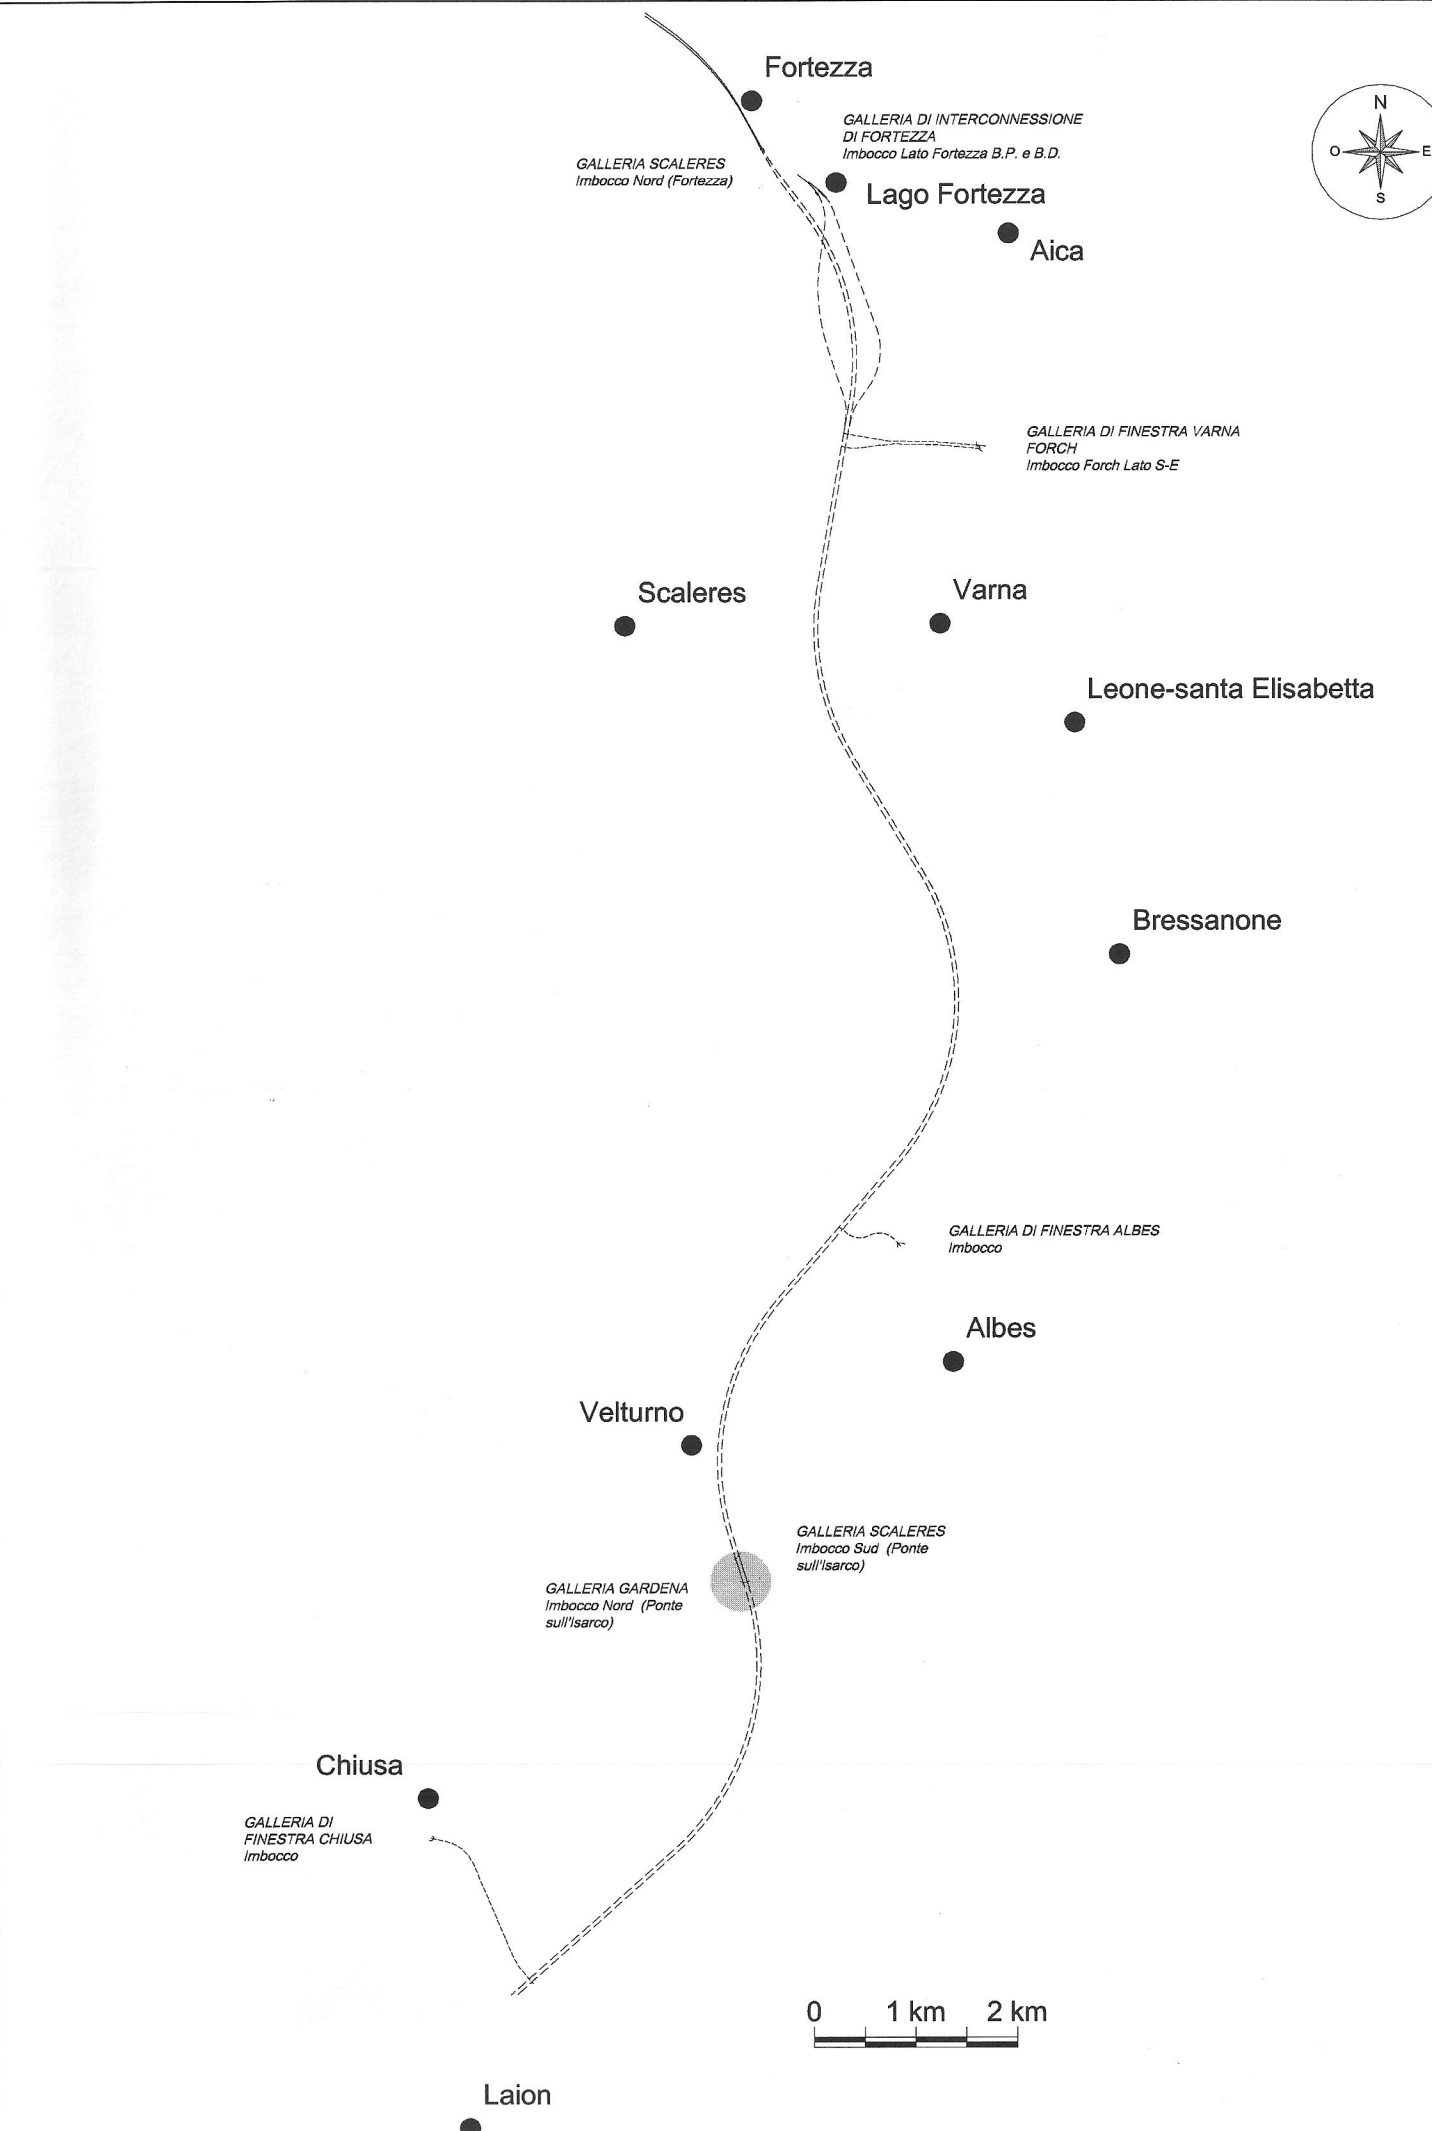 Fortezza
GALLERIA DI INTERCONNESSIONE
DI FORTEZZA
Imbocco Lato Fortezza B.P. e B.D.
N
O
E
S
GALLERIA SCALERES
Imbocco Nord (Fortezza)
Lago Fortezza
Aica
GALLERIA DI FINESTRA VARNA
FORCH
Imbocco Forch Lato S-E
Scaleres
Varna
Leone-santa Elisabetta
Bressanone
GALLERIA DI FINESTRA ALBES
Imbocco
Albes
Velturno
GALLERIA SCALERES
Imbocco Sud (Ponte
sull'Isarco)
GALLERIA GARDENA
Imbocco Nord (Ponte
sull'Isarco)
Chiusa
GALLERIA DI
FINESTRA CHIUSA
Imbocco
0 1 km 2 km
Laion